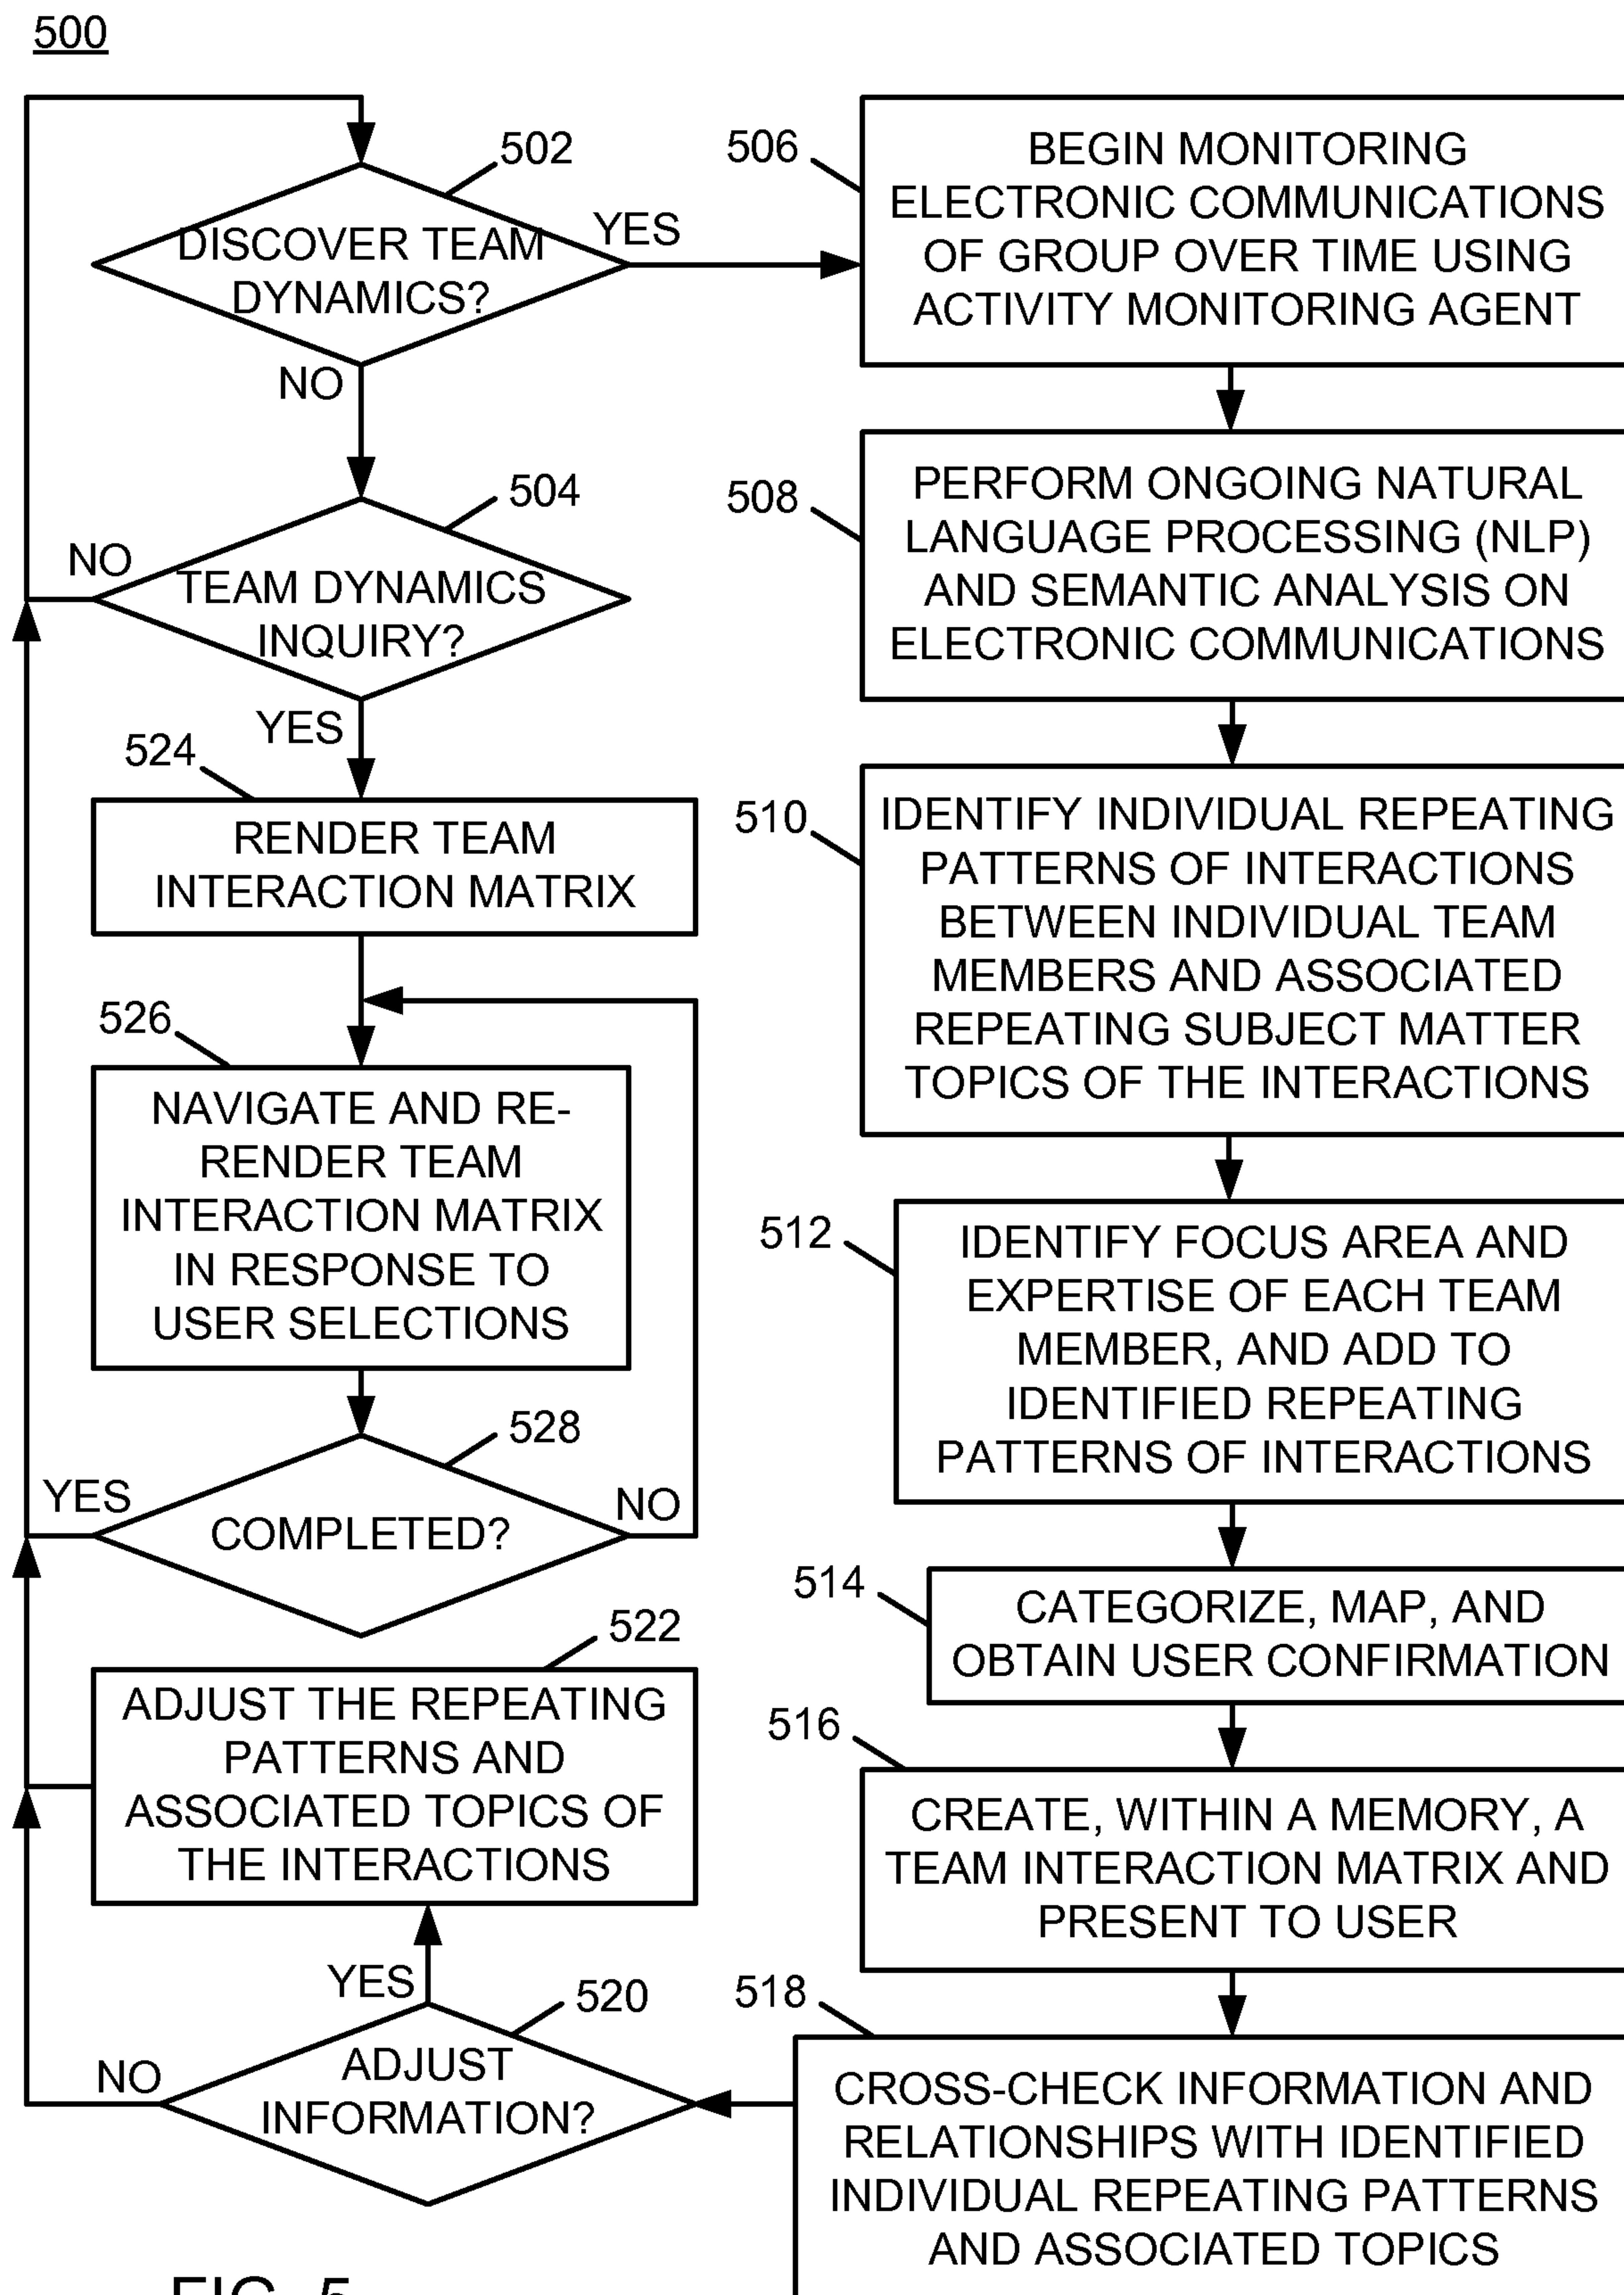 500
502
DISCOVER TEAM
DYNAMICS?
YES
NO
504
TEAM DYNAMICS
INQUIRY?
NO
YES
524
RENDER TEAM
INTERACTION MATRIX
526
NAVIGATE AND RE-
RENDER TEAM
INTERACTION MATRIX
IN RESPONSE TO
USER SELECTIONS
528
COMPLETED?
YES
NO
522
ADJUST THE REPEATING
PATTERNS AND
ASSOCIATED TOPICS OF
THE INTERACTIONS
YES
520
ADJUST
INFORMATION?
NO
506
BEGIN MONITORING
ELECTRONIC COMMUNICATIONS
OF GROUP OVER TIME USING
ACTIVITY MONITORING AGENT
508
PERFORM ONGOING NATURAL
LANGUAGE PROCESSING (NLP)
AND SEMANTIC ANALYSIS ON
ELECTRONIC COMMUNICATIONS
510
IDENTIFY INDIVIDUAL REPEATING
PATTERNS OF INTERACTIONS
BETWEEN INDIVIDUAL TEAM
MEMBERS AND ASSOCIATED
REPEATING SUBJECT MATTER
TOPICS OF THE INTERACTIONS
512
IDENTIFY FOCUS AREA AND
EXPERTISE OF EACH TEAM
MEMBER, AND ADD TO
IDENTIFIED REPEATING
PATTERNS OF INTERACTIONS
514
CATEGORIZE, MAP, AND
OBTAIN USER CONFIRMATION
516
CREATE, WITHIN A MEMORY, A
TEAM INTERACTION MATRIX AND
PRESENT TO USER
518
CROSS-CHECK INFORMATION AND
RELATIONSHIPS WITH IDENTIFIED
INDIVIDUAL REPEATING PATTERNS
AND ASSOCIATED TOPICS
FIG. 5